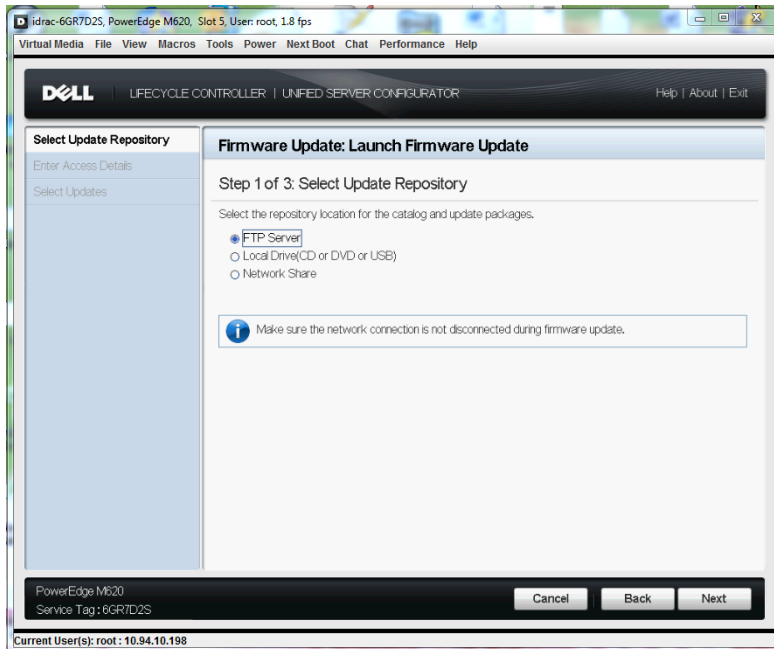 idrac-6GR7D2S, PowerEdge M620, Slot 5, User: root, 1.8 fps
Virtual Media File View Macros Tools Power Next Boot Chat Performance Help
DELL LIFECYCLE CONTROLLER | UNIFIED SERVER CONFIGURATOR Help | About | Exit
Select Update Repository
Enter Access Details
Select Updates
Firmware Update: Launch Firmware Update
Step 1 of 3: Select Update Repository
Select the repository location for the catalog and update packages.
FTP Server
Local Drive(CD or DVD or USB)
Network Share
Make sure the network connection is not disconnected during firmware update.
PowerEdge M620
Service Tag : 6GR7D2S
Cancel Back Next
Current User(s): root : 10.94.10.198